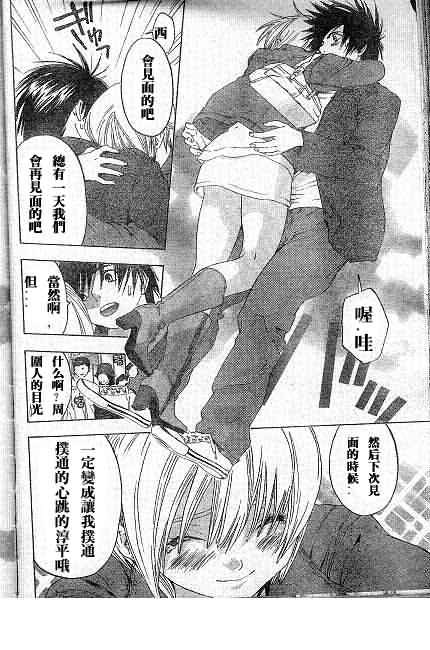 喔.哇
西
會見面的吧
總有一天我們
會再見面的吧
當然啊,
但...
什么啊?周
圍人的目光
然后下次見
面的時候.
一定變成讓我撲通
撲通的心跳的淳平哦